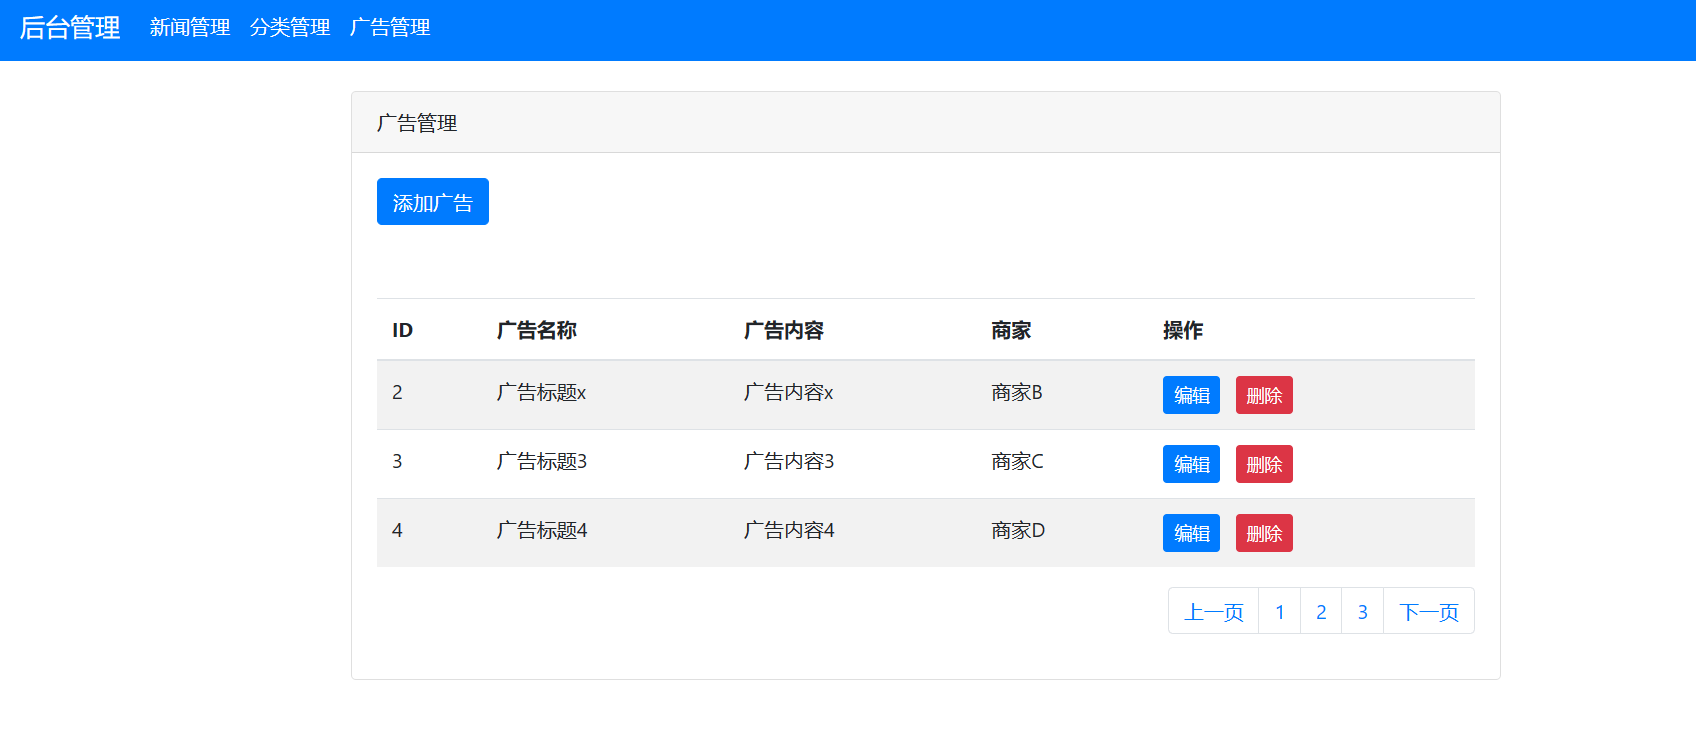 后台管理 新闻管理 分类管理 广告管理
广告管理
添加广告
ID 广告名称 广告内容 商家 操作
2 广告标题x 广告内容x 商家B 编辑 删除
3 广告标题3 广告内容3 商家C 编辑 删除
4 广告标题4 广告内容4 商家D 编辑 删除
上一页 1 2 3 下一页